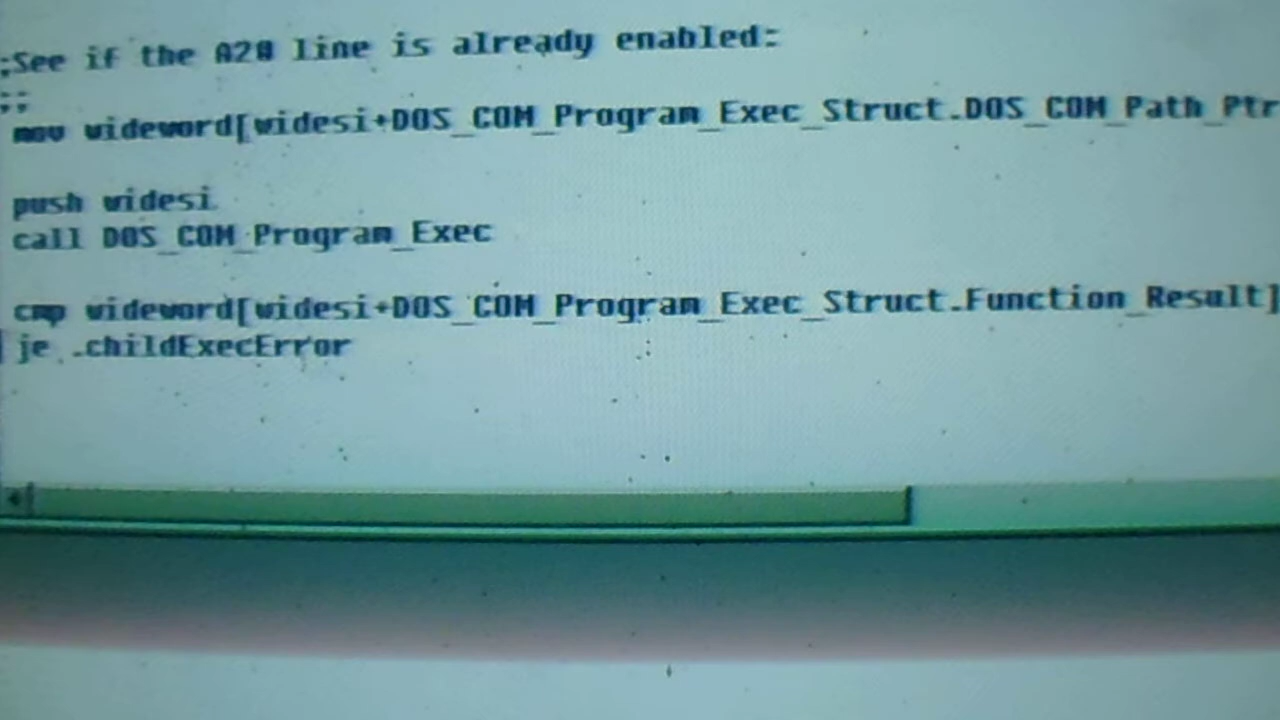 ;See if the A20 line is already enabled:
;;
mov wideword[widesi+DOS_COM_Program_Exec_Struct.DOS_COM_Path_Ptr
push widesi
call DOS_COM_Program_Exec
cmp wideword[widesi+DOS_COM_Program_Exec_Struct.Function_Result]
je .childExecError